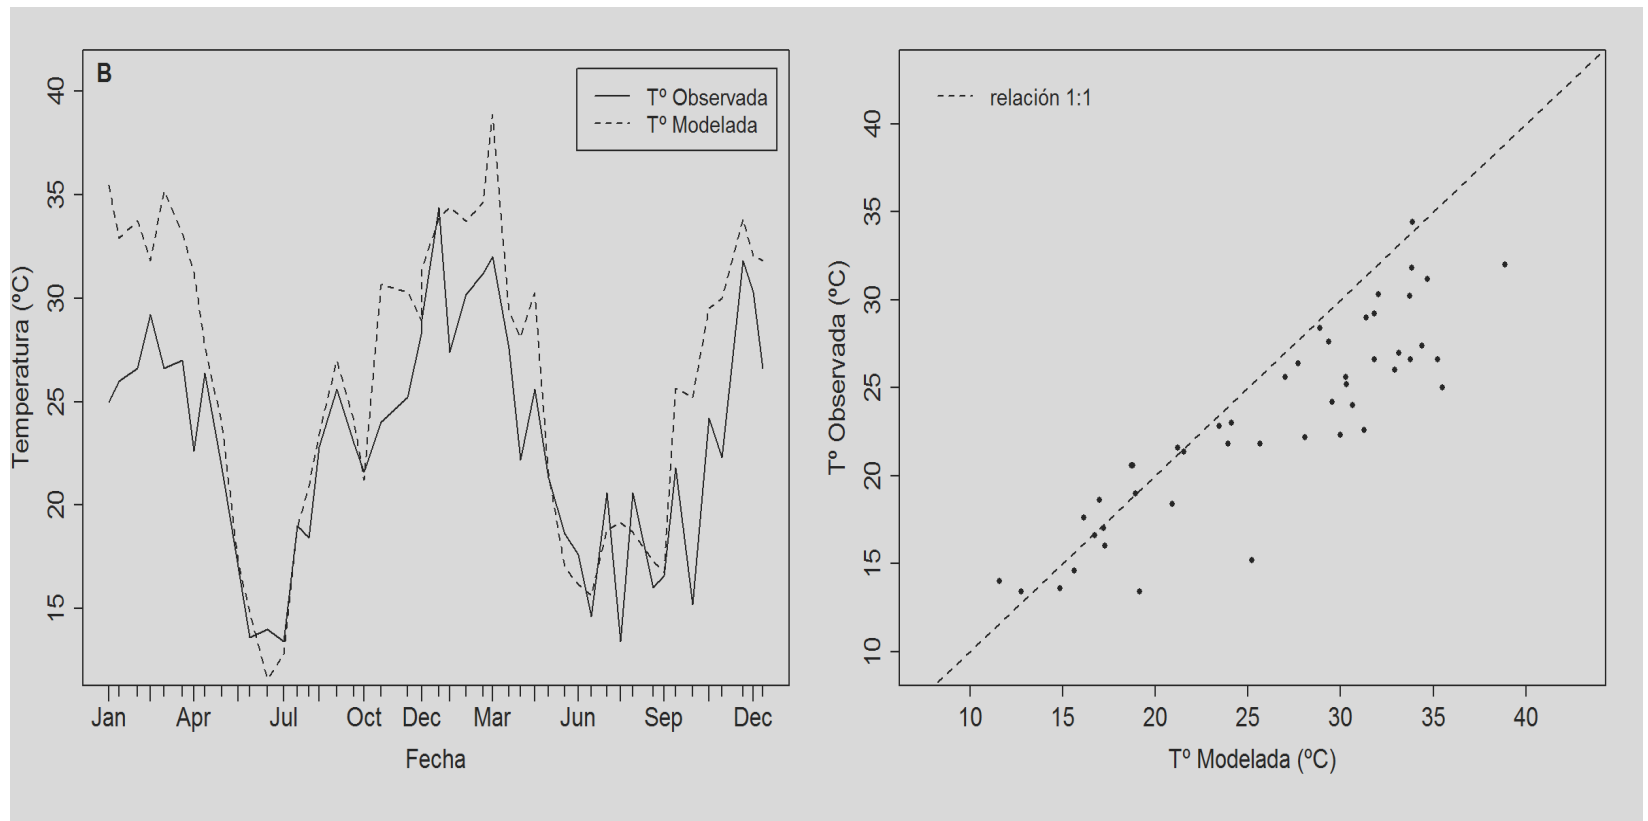 B
Tº Observada
Tº Modelada
40
35
30
25
20
15
Temperatura (ºC)
Jan Apr Jul Oct Dec Mar Jun Sep Dec
Fecha
relación 1:1
40
35
30
25
20
15
10
Tº Observada (ºC)
10 15 20 25 30 35 40
Tº Modelada (ºC)